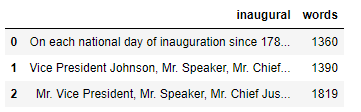 inaugural words
0 On each national day of inauguration since 178... 1360
1 Vice President Johnson, Mr. Speaker, Mr. Chief... 1390
2 Mr. Vice President, Mr. Speaker, Mr. Chief Jus... 1819